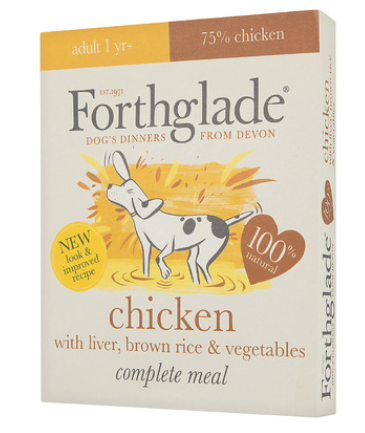 adult 1 yr+
75% chicken
EST.1971
Forthglade®
DOG'S DINNERS FROM DEVON
NEW
look &
improved
recipe
100%
natural
chicken
with liver, brown rice & vegetables
complete meal
Forthglade
chicken